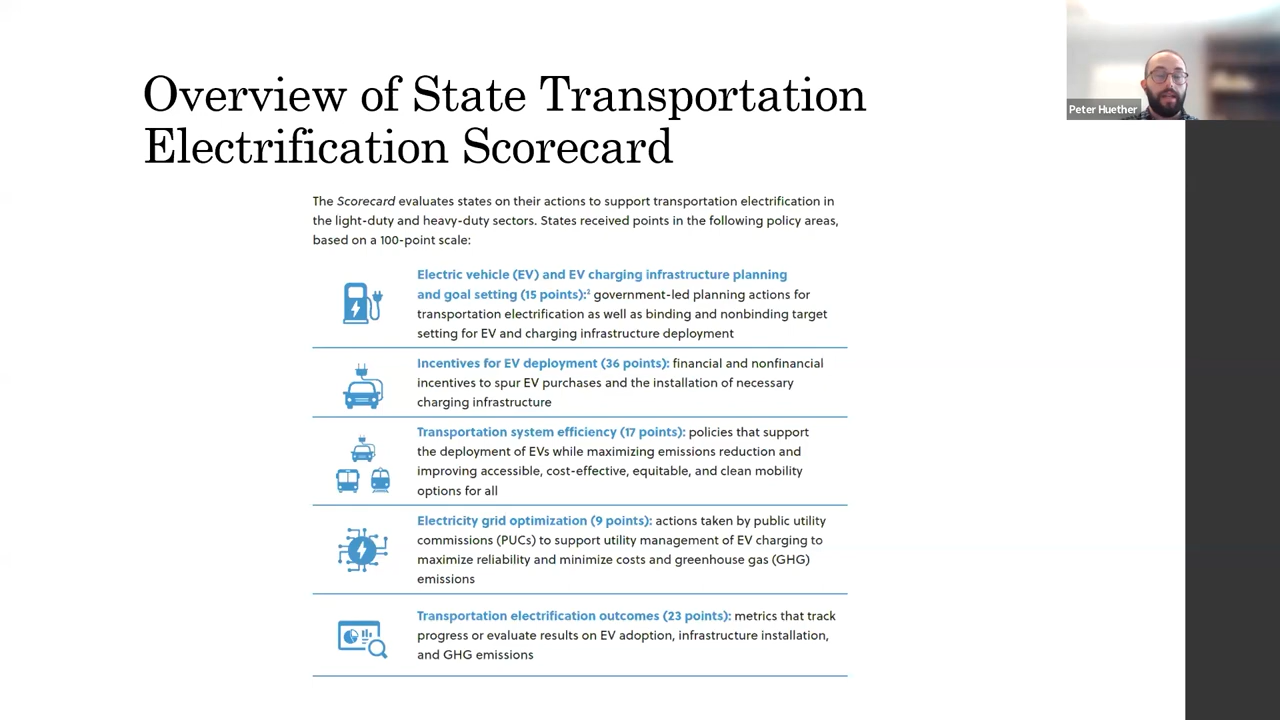 Overview of State Transportation
Electrification Scorecard
Peter Huether
The Scorecard evaluates states on their actions to support transportation electrification in
the light-duty and heavy-duty sectors. States received points in the following policy areas,
based on a 100-point scale:
Electric vehicle (EV) and EV charging infrastructure planning
and goal setting (15 points):² government-led planning actions for
transportation electrification as well as binding and nonbinding target
setting for EV and charging infrastructure deployment
Incentives for EV deployment (36 points): financial and nonfinancial
incentives to spur EV purchases and the installation of necessary
charging infrastructure
Transportation system efficiency (17 points): policies that support
the deployment of EVs while maximizing emissions reduction and
improving accessible, cost-effective, equitable, and clean mobility
options for all
Electricity grid optimization (9 points): actions taken by public utility
commissions (PUCs) to support utility management of EV charging to
maximize reliability and minimize costs and greenhouse gas (GHG)
emissions
Transportation electrification outcomes (23 points): metrics that track
progress or evaluate results on EV adoption, infrastructure installation,
and GHG emissions